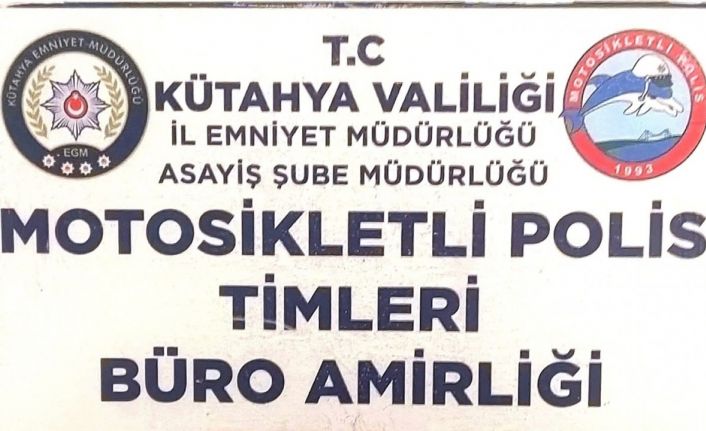 T.C
KÜTAHYA VALİLİĞİ
İL EMNİYET MÜDÜRLÜĞÜ
ASAYİŞ ŞUBE MÜDÜRLÜĞÜ
MOTOSİKLETLİ POLİS
TİMLERİ
BÜRO AMİRLİĞİ
KÜTAHYA EMNİYET MÜDÜRLÜĞÜ
EGM
MOTOSİKLETLİ POLİS
1993